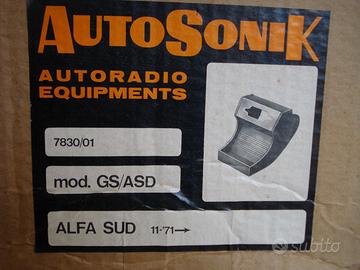 AUTOSONIK
AUTORADIO
EQUIPMENTS
7830/01
mod. GS/ASD
ALFA SUD 11-'71→
subito